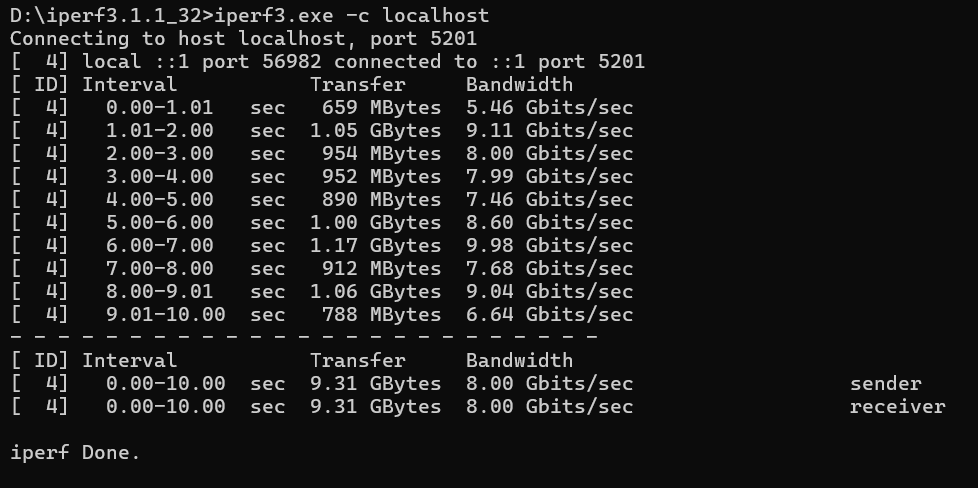 D:\iperf3.1.1_32>iperf3.exe -c localhost
Connecting to host localhost, port 5201
[  4] local ::1 port 56982 connected to ::1 port 5201
[ ID] Interval           Transfer     Bandwidth
[  4]   0.00-1.01   sec   659 MBytes  5.46 Gbits/sec
[  4]   1.01-2.00   sec  1.05 GBytes  9.11 Gbits/sec
[  4]   2.00-3.00   sec   954 MBytes  8.00 Gbits/sec
[  4]   3.00-4.00   sec   952 MBytes  7.99 Gbits/sec
[  4]   4.00-5.00   sec   890 MBytes  7.46 Gbits/sec
[  4]   5.00-6.00   sec  1.00 GBytes  8.60 Gbits/sec
[  4]   6.00-7.00   sec  1.17 GBytes  9.98 Gbits/sec
[  4]   7.00-8.00   sec   912 MBytes  7.68 Gbits/sec
[  4]   8.00-9.01   sec  1.06 GBytes  9.04 Gbits/sec
[  4]   9.01-10.00  sec   788 MBytes  6.64 Gbits/sec
- - - - - - - - - - - - - - - - - - - - - - - - -
[ ID] Interval           Transfer     Bandwidth
[  4]   0.00-10.00  sec  9.31 GBytes  8.00 Gbits/sec                  sender
[  4]   0.00-10.00  sec  9.31 GBytes  8.00 Gbits/sec                  receiver
iperf Done.